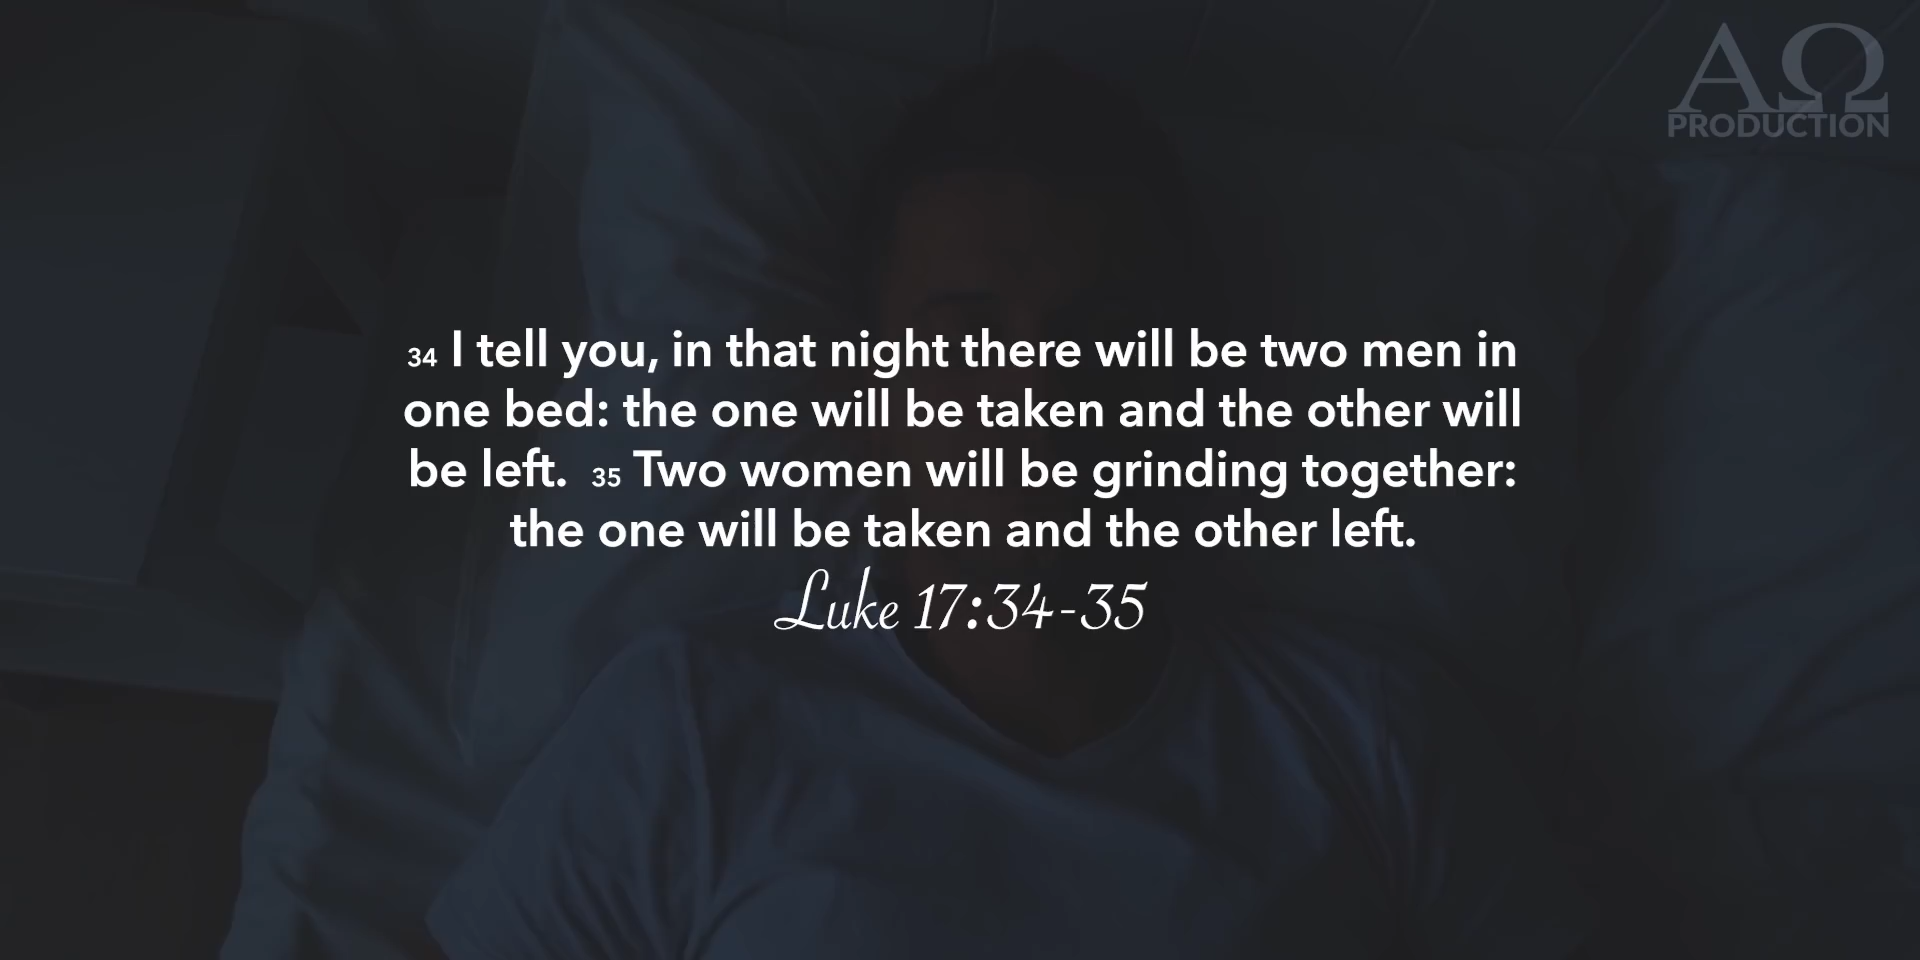 ΑΩ
PRODUCTION
34 I tell you, in that night there will be two men in
one bed: the one will be taken and the other will
be left. 35 Two women will be grinding together:
the one will be taken and the other left.
Luke 17:34-35